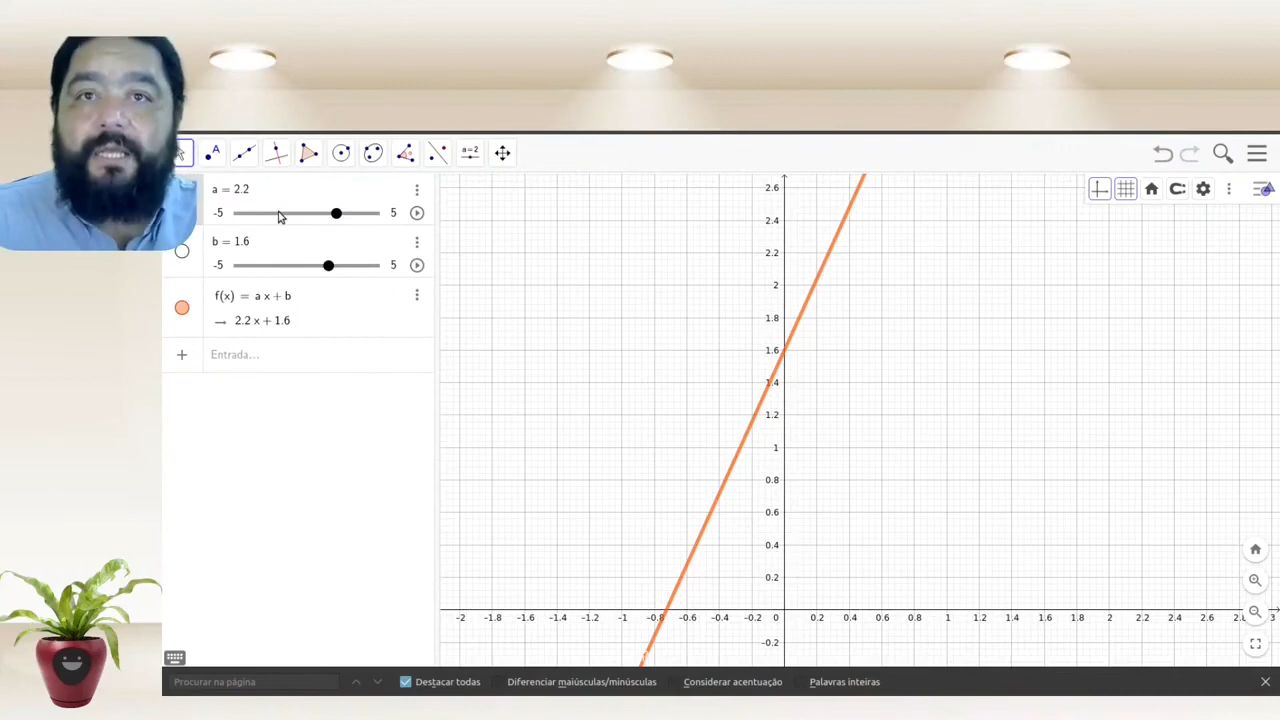 a=2
a = 2.2
-5 5
b = 1.6
-5 5
f(x) = a x + b
→ 2.2 x + 1.6
+ Entrada…
2.6
2.4
2.2
2
1.8
1.6
1.4
1.2
1
0.8
0.6
0.4
0.2
-2 -1.8 -1.6 -1.4 -1.2 -1 -0.8 -0.6 -0.4 -0.2 0 0.2 0.4 0.6 0.8 1 1.2 1.4 1.6 1.8 2 2.2 2.4 2.6 2.8 3
-0.2
Procurar na página Destacar todas Diferenciar maiúsculas/minúsculas Considerar acentuação Palavras inteiras